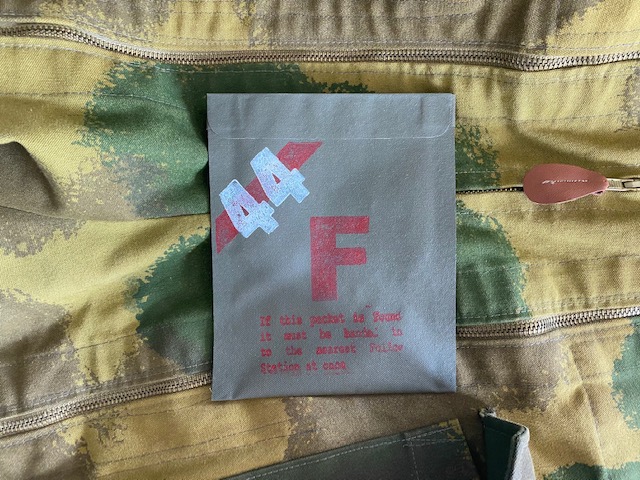 44
F
If this packet is found
it must be handed in
to the nearest Police
Station at once